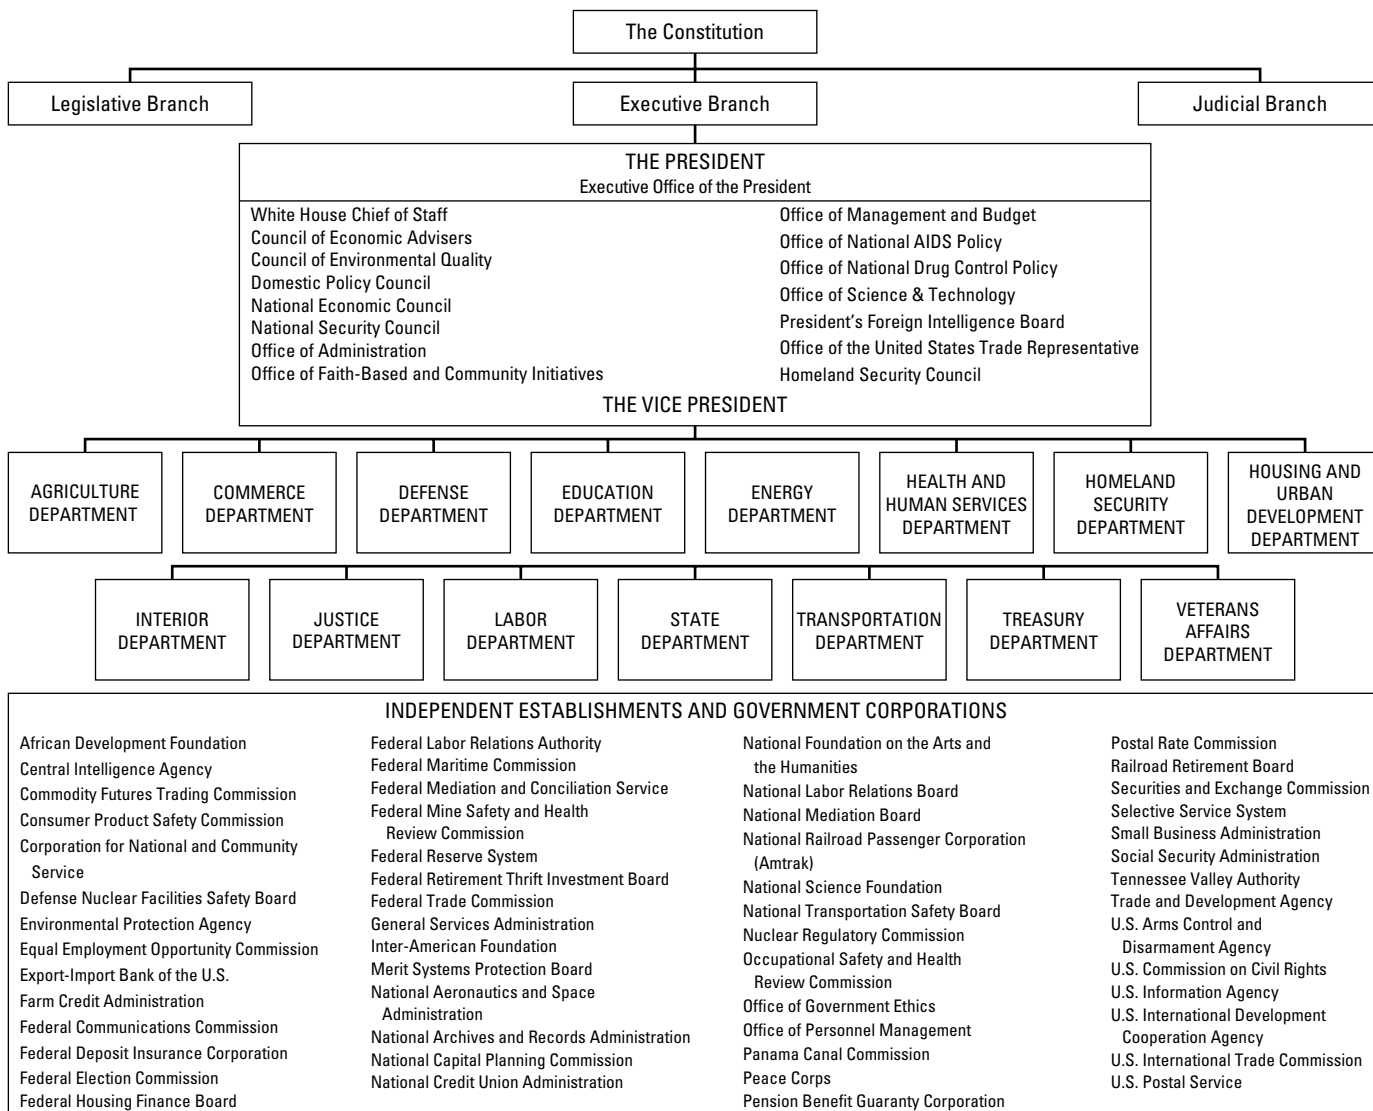 The Constitution
Legislative Branch
Executive Branch
Judicial Branch
THE PRESIDENT
Executive Office of the President
White House Chief of Staff
Council of Economic Advisers
Council of Environmental Quality
Domestic Policy Council
National Economic Council
National Security Council
Office of Administration
Office of Faith-Based and Community Initiatives
Office of Management and Budget
Office of National AIDS Policy
Office of National Drug Control Policy
Office of Science & Technology
President's Foreign Intelligence Board
Office of the United States Trade Representative
Homeland Security Council
THE VICE PRESIDENT
AGRICULTURE
DEPARTMENT
COMMERCE
DEPARTMENT
DEFENSE
DEPARTMENT
EDUCATION
DEPARTMENT
ENERGY
DEPARTMENT
HEALTH AND
HUMAN SERVICES
DEPARTMENT
HOMELAND
SECURITY
DEPARTMENT
HOUSING AND
URBAN
DEVELOPMENT
DEPARTMENT
INTERIOR
DEPARTMENT
JUSTICE
DEPARTMENT
LABOR
DEPARTMENT
STATE
DEPARTMENT
TRANSPORTATION
DEPARTMENT
TREASURY
DEPARTMENT
VETERANS
AFFAIRS
DEPARTMENT
INDEPENDENT ESTABLISHMENTS AND GOVERNMENT CORPORATIONS
African Development Foundation
Central Intelligence Agency
Commodity Futures Trading Commission
Consumer Product Safety Commission
Corporation for National and Community
Service
Defense Nuclear Facilities Safety Board
Environmental Protection Agency
Equal Employment Opportunity Commission
Export-Import Bank of the U.S.
Farm Credit Administration
Federal Communications Commission
Federal Deposit Insurance Corporation
Federal Election Commission
Federal Housing Finance Board
Federal Labor Relations Authority
Federal Maritime Commission
Federal Mediation and Conciliation Service
Federal Mine Safety and Health
Review Commission
Federal Reserve System
Federal Retirement Thrift Investment Board
Federal Trade Commission
General Services Administration
Inter-American Foundation
Merit Systems Protection Board
National Aeronautics and Space
Administration
National Archives and Records Administration
National Capital Planning Commission
National Credit Union Administration
National Foundation on the Arts and
the Humanities
National Labor Relations Board
National Mediation Board
National Railroad Passenger Corporation
(Amtrak)
National Science Foundation
National Transportation Safety Board
Nuclear Regulatory Commission
Occupational Safety and Health
Review Commission
Office of Government Ethics
Office of Personnel Management
Panama Canal Commission
Peace Corps
Pension Benefit Guaranty Corporation
Postal Rate Commission
Railroad Retirement Board
Securities and Exchange Commission
Selective Service System
Small Business Administration
Social Security Administration
Tennessee Valley Authority
Trade and Development Agency
U.S. Arms Control and
Disarmament Agency
U.S. Commission on Civil Rights
U.S. Information Agency
U.S. International Development
Cooperation Agency
U.S. International Trade Commission
U.S. Postal Service